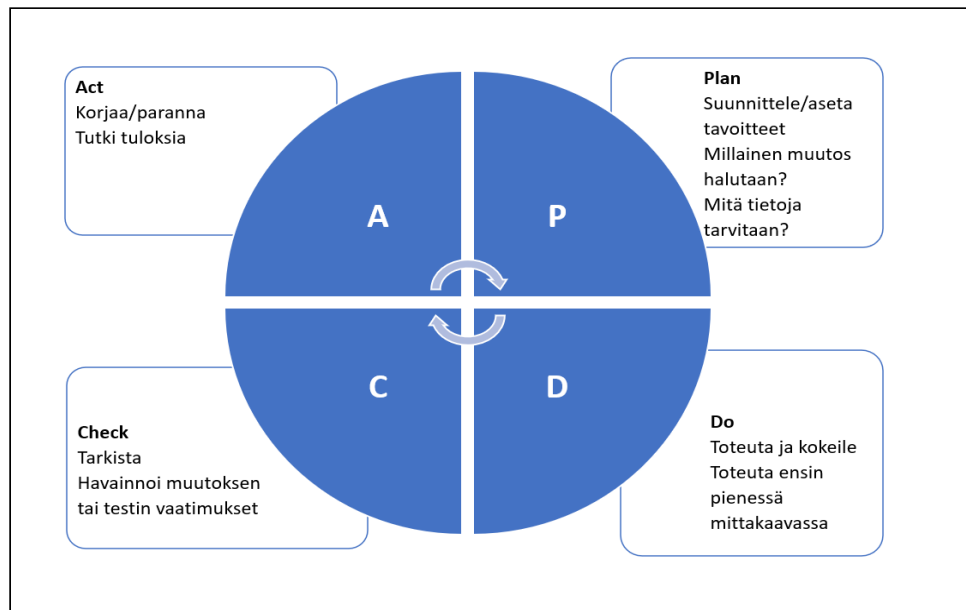 Act
Korjaa/paranna
Tutki tuloksia
Plan
Suunnittele/aseta
tavoitteet
Millainen muutos
halutaan?
Mitä tietoja
tarvitaan?
A
P
C
D
Check
Tarkista
Havainnoi muutoksen
tai testin vaatimukset
Do
Toteuta ja kokeile
Toteuta ensin
pienessä
mittakaavassa